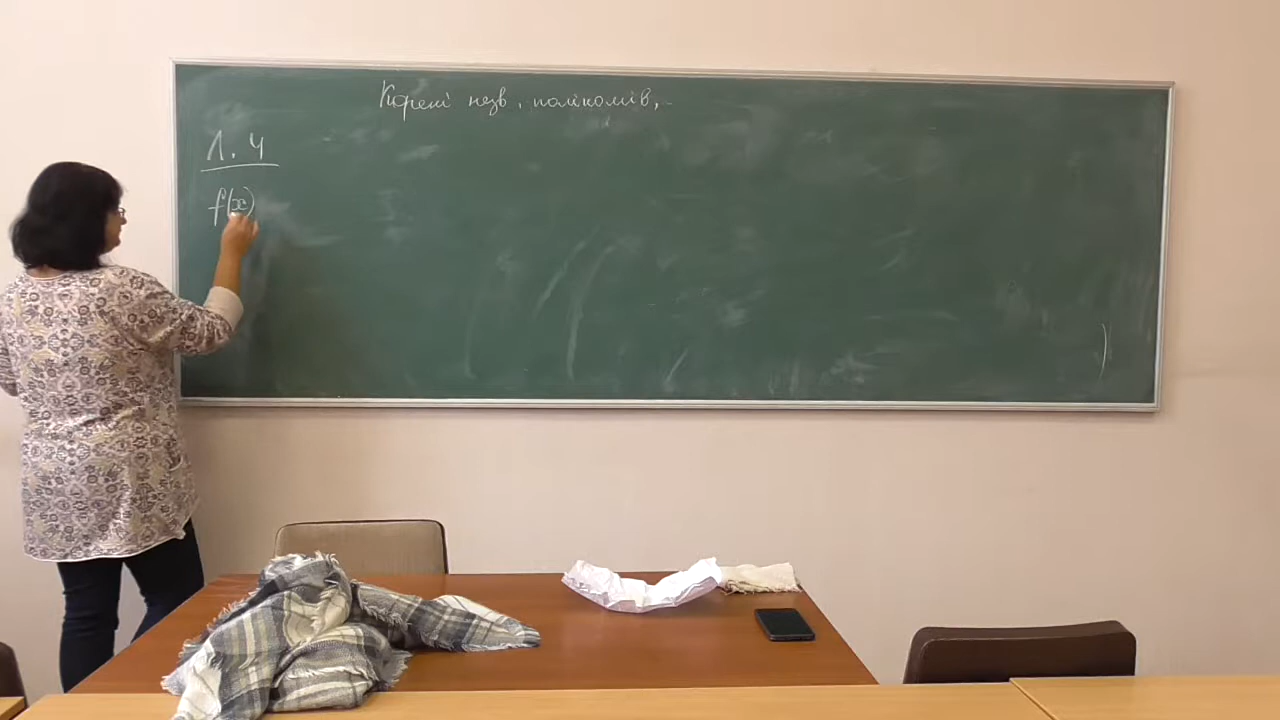 Корені незв. поліномів,
Л. 4
f(x)